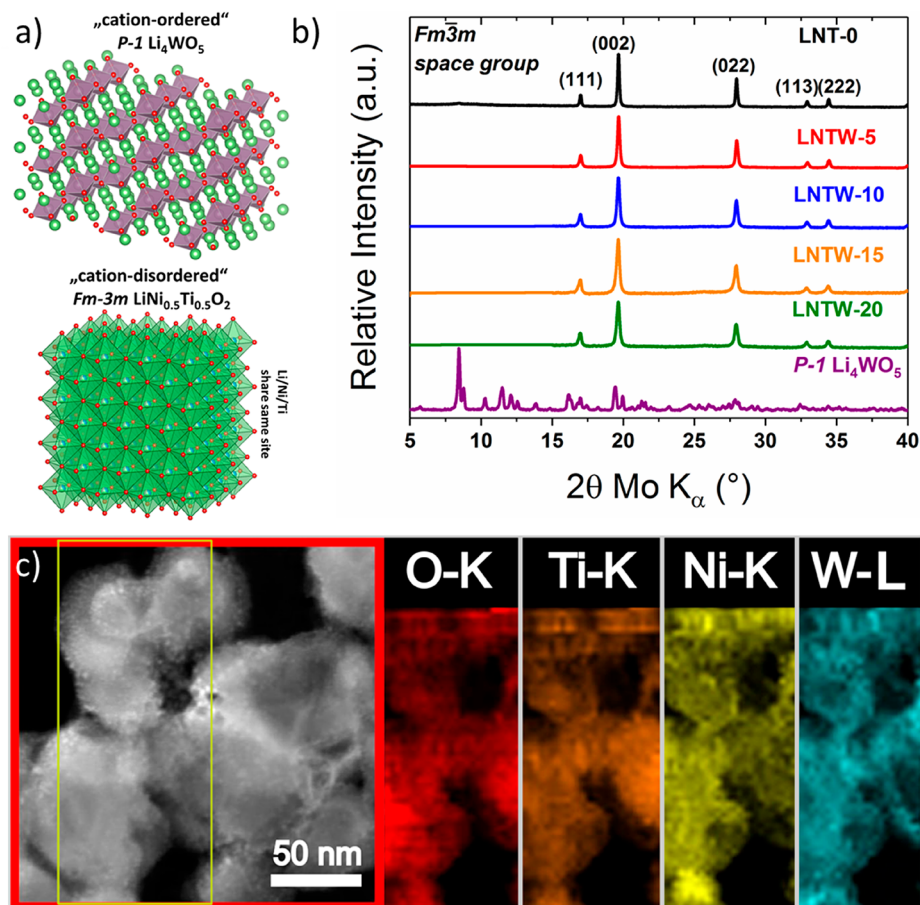 a)
„cation-ordered“
P-1 Li₄WO₅
„cation-disordered“
Fm-3m LiNi₀.₅Ti₀.₅O₂
Li/Ni/Ti
share same site
b)
Relative Intensity (a.u.)
Fm3̅m
space group
(111)
(002)
(022)
(113)
(222)
LNT-0
LNTW-5
LNTW-10
LNTW-15
LNTW-20
P-1 Li₄WO₅
5 10 15 20 25 30 35 40
2θ Mo Kα (°)
c)
50 nm
O-K
Ti-K
Ni-K
W-L